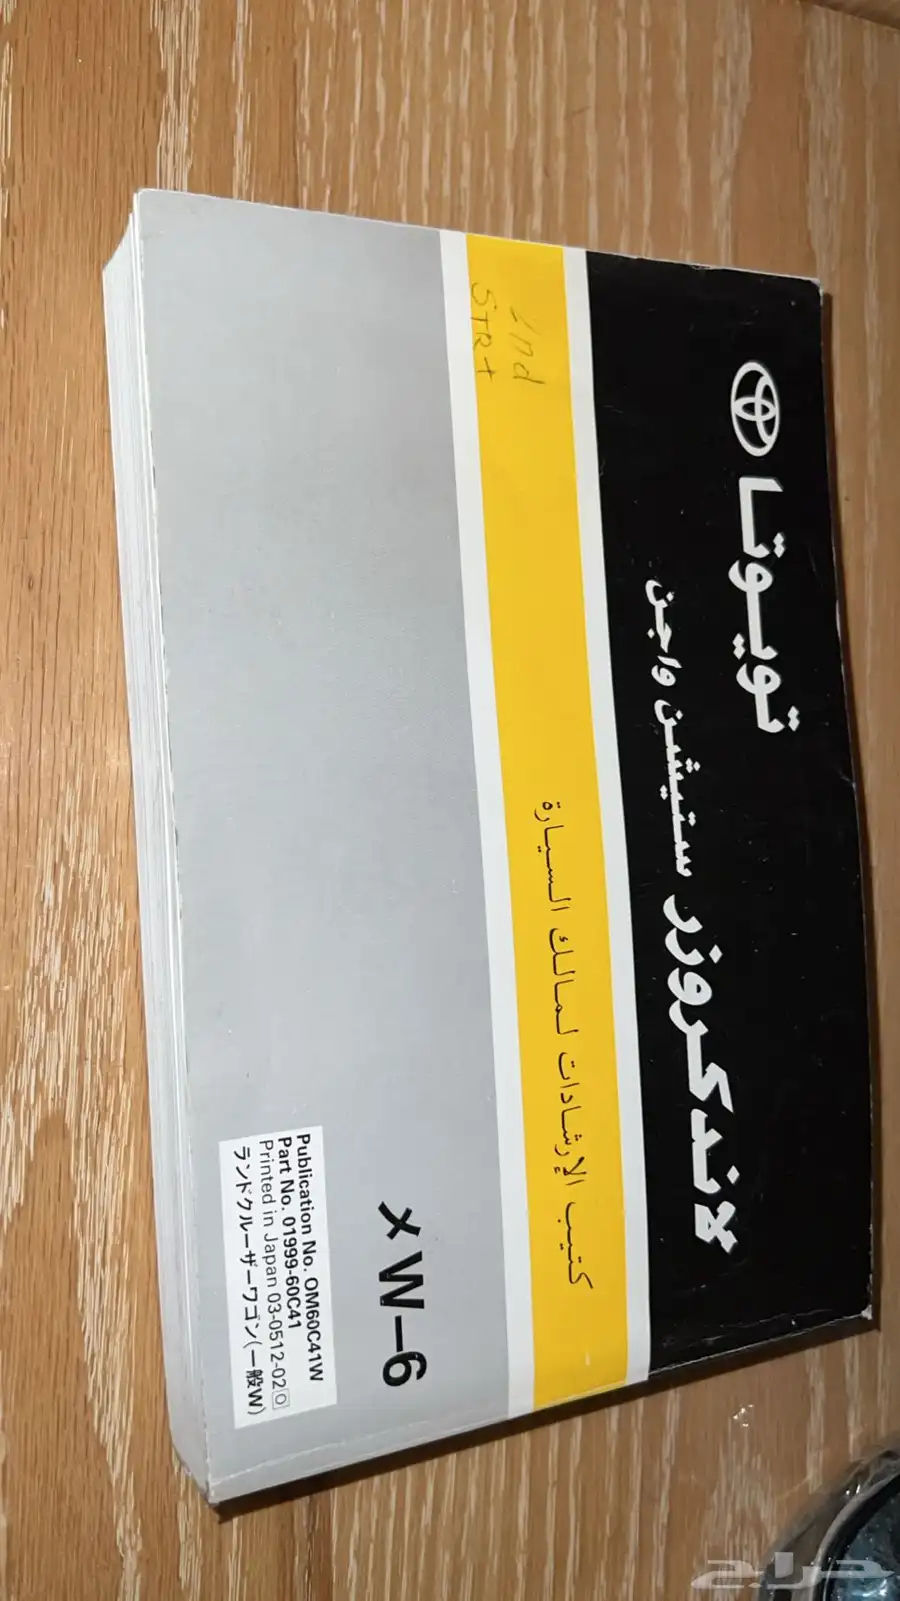 تويوتا
لاندكروزر ستيشن واجن
2nd
STR+
كتيب الإرشادات لمالك السيارة
メ W-6
Publication No. OM60C41W
Part No. 01999-60C41
Printed in Japan 03-0512-02 O
ランドクルーザーワゴン(一般W)
حراج